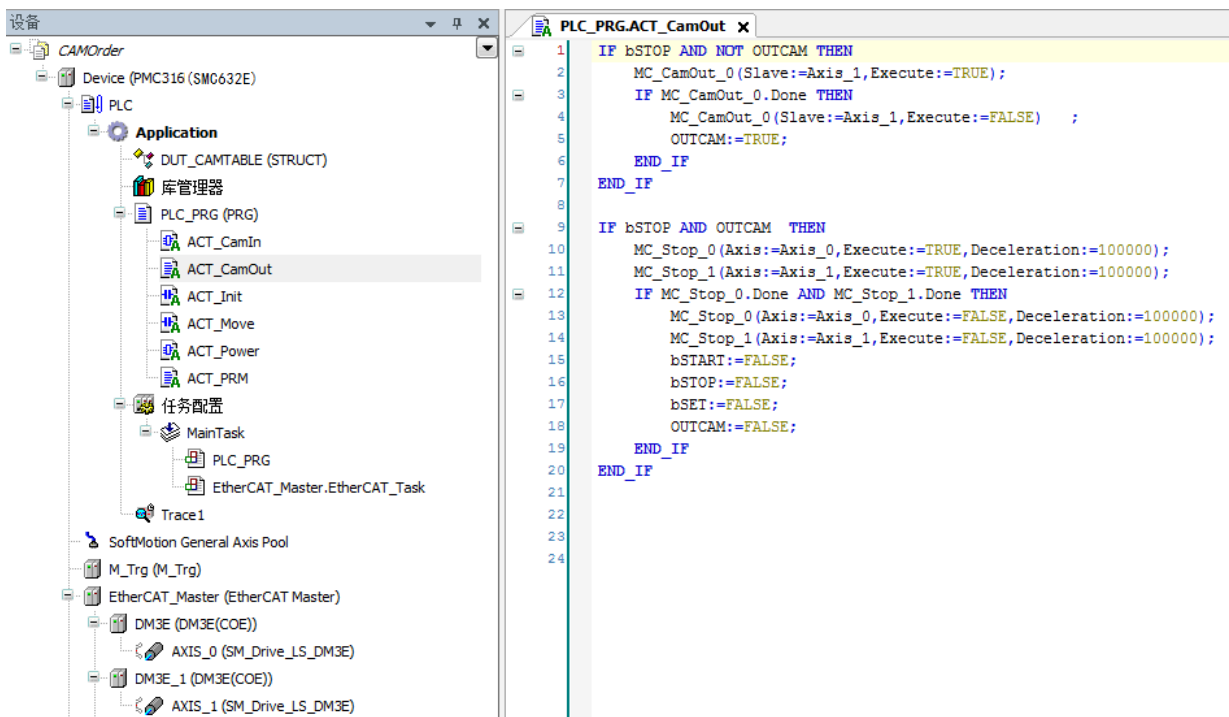 设备
CAMOrder
Device (PMC316(SMC632E)
PLC
Application
DUT_CAMTABLE (STRUCT)
库管理器
PLC_PRG (PRG)
ACT_CamIn
ACT_CamOut
ACT_Init
ACT_Move
ACT_Power
ACT_PRM
任务配置
MainTask
PLC_PRG
EtherCAT_Master.EtherCAT_Task
Trace1
SoftMotion General Axis Pool
M_Trg (M_Trg)
EtherCAT_Master (EtherCAT Master)
DM3E (DM3E(COE))
AXIS_0 (SM_Drive_LS_DM3E)
DM3E_1 (DM3E(COE))
AXIS_1 (SM_Drive_LS_DM3E)
PLC_PRG.ACT_CamOut
1 IF bSTOP AND NOT OUTCAM THEN
2 MC_CamOut_0(Slave:=Axis_1,Execute:=TRUE);
3 IF MC_CamOut_0.Done THEN
4 MC_CamOut_0(Slave:=Axis_1,Execute:=FALSE) ;
5 OUTCAM:=TRUE;
6 END_IF
7 END_IF
8
9 IF bSTOP AND OUTCAM THEN
10 MC_Stop_0(Axis:=Axis_0,Execute:=TRUE,Deceleration:=100000);
11 MC_Stop_1(Axis:=Axis_1,Execute:=TRUE,Deceleration:=100000);
12 IF MC_Stop_0.Done AND MC_Stop_1.Done THEN
13 MC_Stop_0(Axis:=Axis_0,Execute:=FALSE,Deceleration:=100000);
14 MC_Stop_1(Axis:=Axis_1,Execute:=FALSE,Deceleration:=100000);
15 bSTART:=FALSE;
16 bSTOP:=FALSE;
17 bSET:=FALSE;
18 OUTCAM:=FALSE;
19 END_IF
20 END_IF
21
22
23
24